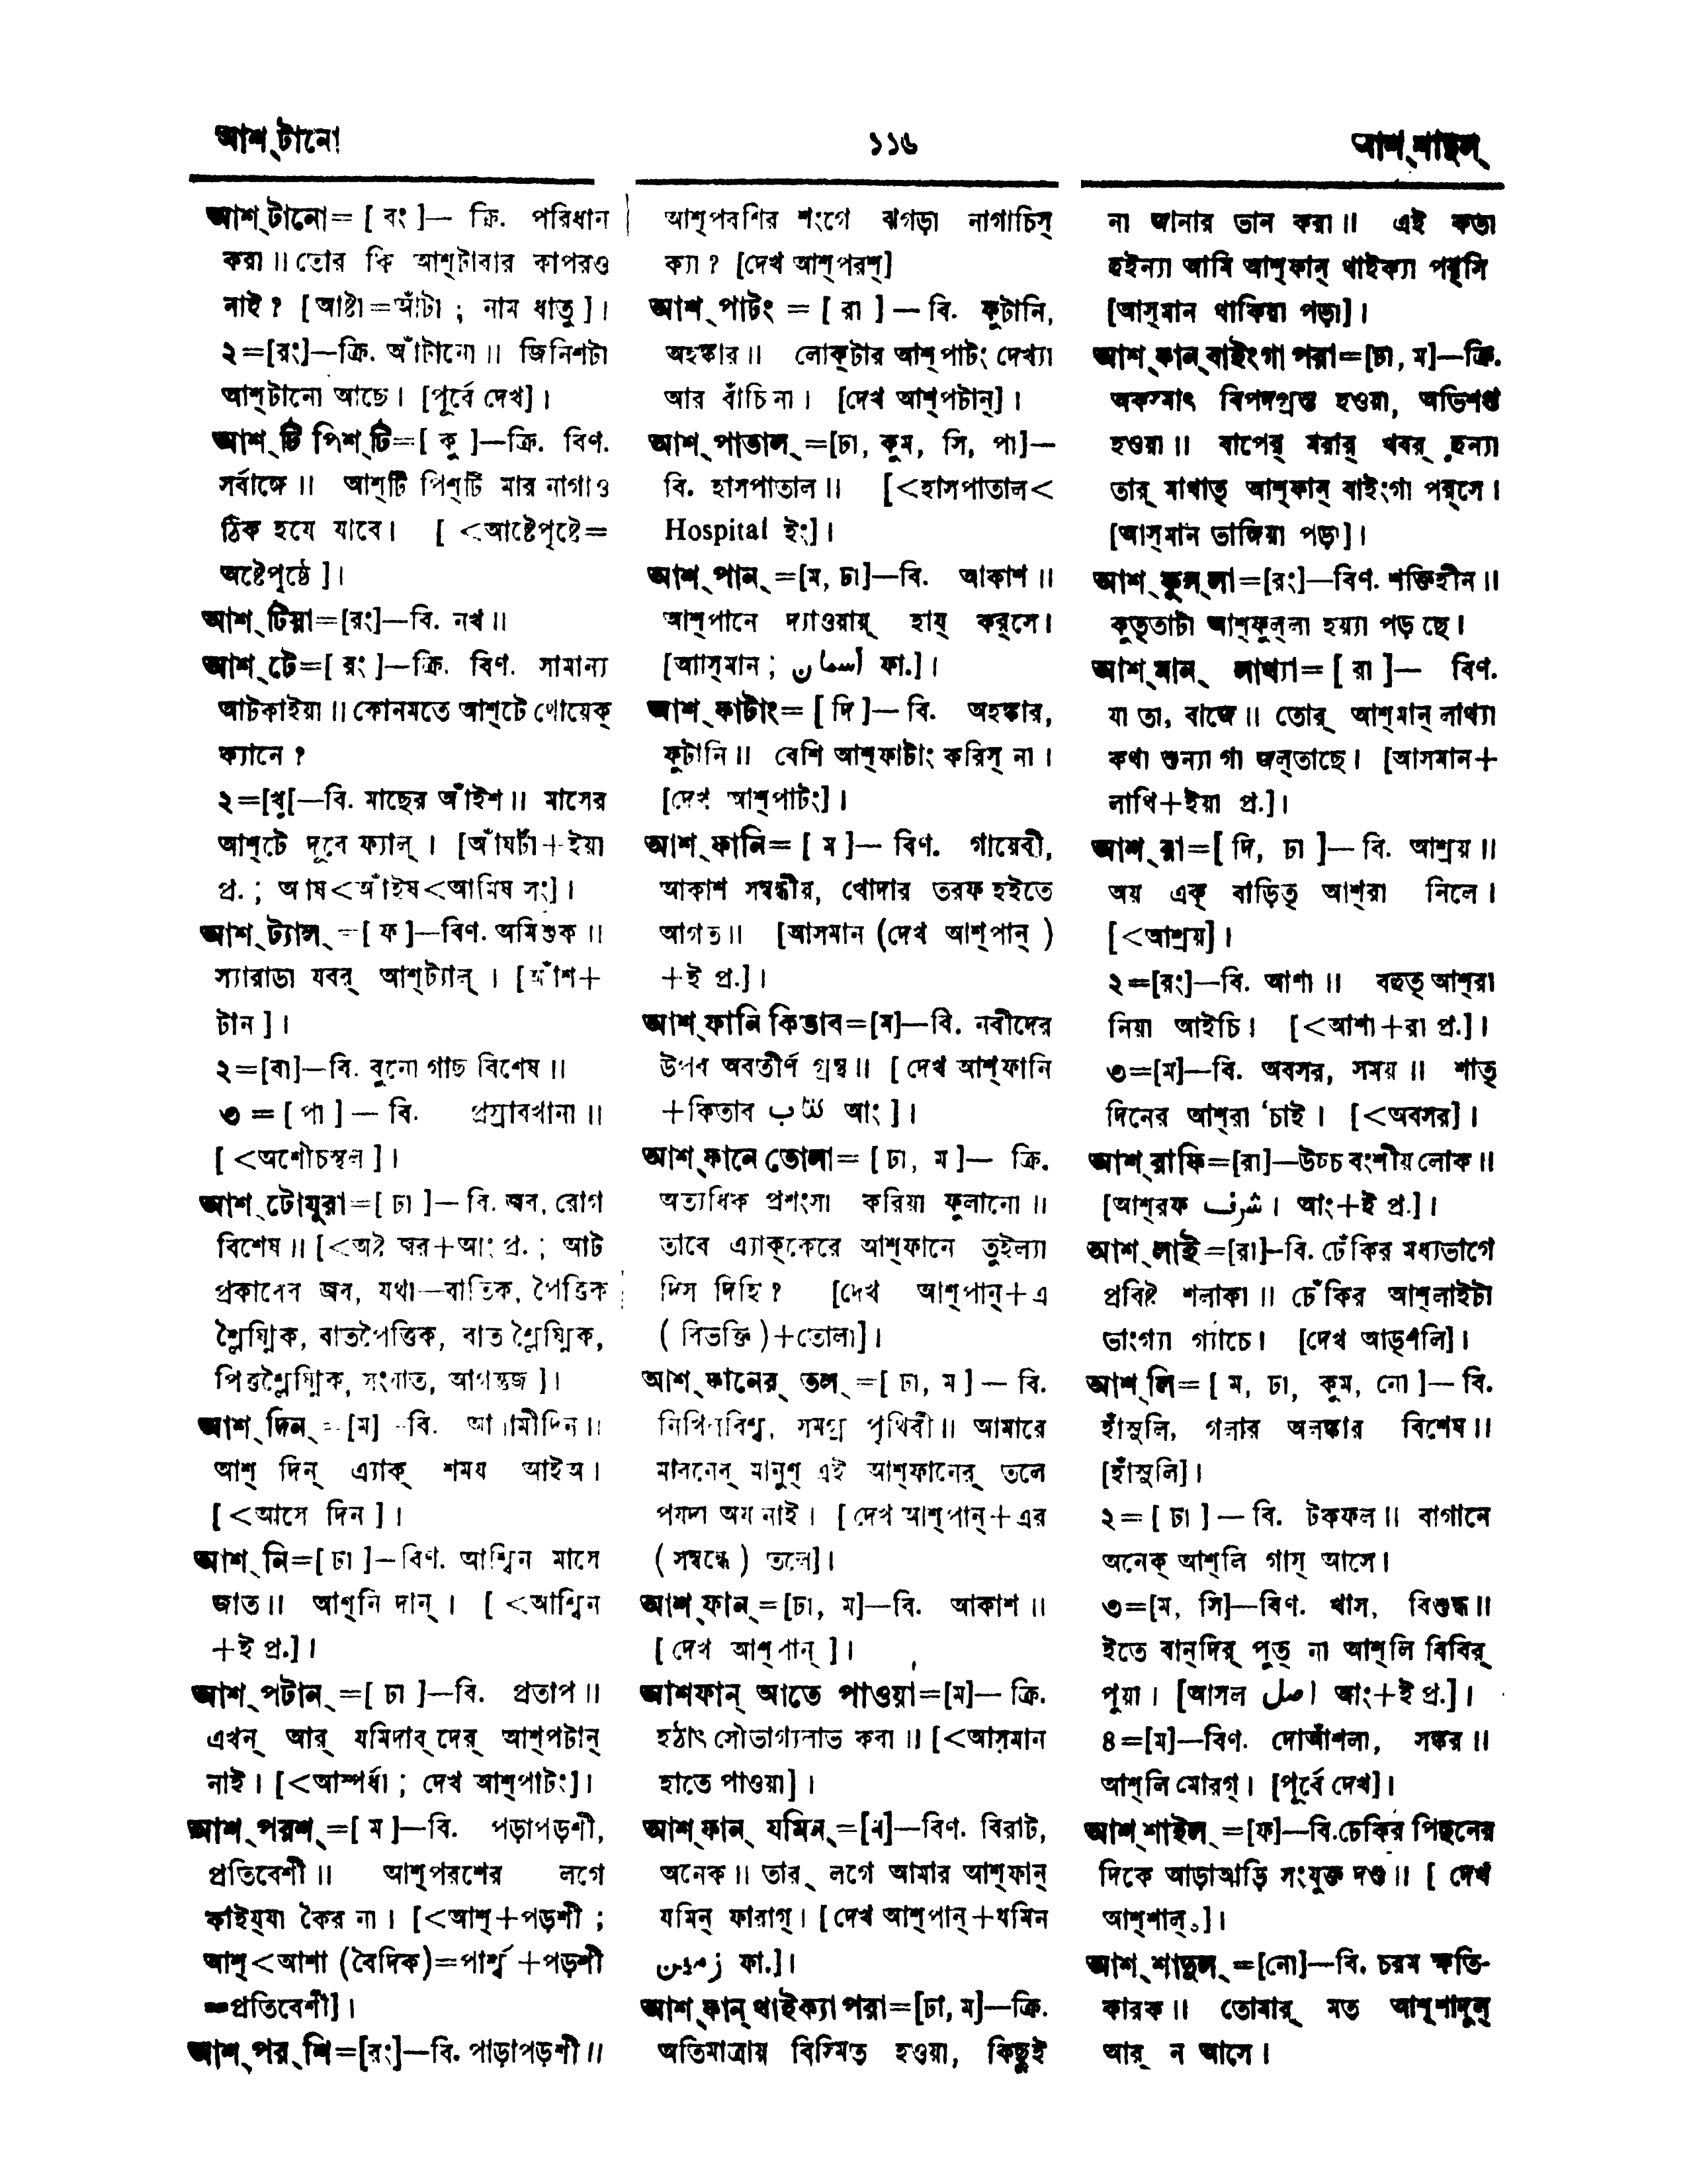 আশ্‌টানো
১১৬
আশ্‌শাতুল্
আশ্‌টানো=[ রং ]— ক্রি. পরিধান
করা॥ তোর কি আশ্‌টাবার কাপরও
নাই? [ আষ্টা=আঁটা ; নাম ধাতু ]।
২=[রং]—ক্রি. আঁটানো॥ জিনিশটা
আশ্‌টানো আছে। [পূর্বে দেখ]।
আশ্‌টি পিশ্‌টি=[ কু ]—ক্রি. বিণ.
সর্বাঙ্গে॥ আশ্‌টি পিশ্‌টি মার নাগাও
ঠিক হযে যাবে। [ <আষ্টেপৃষ্টে=
অষ্টেপৃষ্ঠে ]।
আশ্‌টিয়া=[রং]—বি. নখ॥
আশ্‌টে=[ রং ]—ক্রি. বিণ. সামান্য
আটকাইয়া॥ কোনমতে আশ্‌টে থোয়েক্
ক্যানে?
২=[খু[—বি. মাছের আঁইশ॥ মাসের
আশ্‌টে দূবে ফ্যাল্। [আঁষটা+ইয়া
প্র. ; আষ<আঁইষ<আমিষ সং]।
আশ্‌ট্যাল্=[ ফ ]—বিণ. অমিশুক॥
স্যারাডা যবর্ আশ্‌ট্যাল্। [আঁশ+
টান ]।
২=[বা]—বি. বুনো গাছ বিশেষ॥
৩ = [ পা ] — বি. প্রস্রাবখানা॥
[ <অশৌচস্থল ]।
আশ্‌টোযুরা=[ ঢা ]— বি. জ্বব, রোগ
বিশেষ॥ [<অষ্ট জ্বর+আং প্র. ; আট
প্রকারের জ্বব, যথা—বাতিক, পৈত্তিক
শ্লৈষ্মিক, বাতপৈত্তিক, বাত শ্লৈষ্মিক,
পিত্তশ্লৈষ্মিক, সংঘাত, আগন্তুজ ]।
আশ্‌দিন্=[ম]—বি. আগামীদিন॥
আশ্ দিন্ এ্যাক্ শময আইঅ।
[ <আসে দিন ]।
আশ্‌নি=[ ঢা ]—বিণ. আশ্বিন মাসে
জাত॥ আশ্‌নি দান্। [ <আশ্বিন
+ই প্র.]।
আশ্‌পটান্=[ ঢা ]—বি. প্রতাপ॥
এখন্ আর্ যমিদাব্‌দের্ আশ্‌পটান্
নাই। [<আস্পর্ধা ; দেখ আশ্‌পাটং]।
আশ্‌পরশ্=[ ম ]—বি. পড়াপড়শী,
প্রতিবেশী॥ আশ্‌পরশের লগে
কাইয্‌যা কৈর না। [<আশ্+পড়শী ;
আশ্<আশা (বৈদিক)=পার্শ্ব+পড়শী
=প্রতিবেশী]।
আশ্‌পর্‌শি=[রং]—বি. পাড়াপড়শী॥
আশ্‌পবশির শংগে ঝগড়া নাগাচিস্
ক্যা? [দেখ আশ্‌পরশ্]
আশ্‌পাটং = [ রা ] — বি. ফুটানি,
অহঙ্কার॥ লোক্‌টার আশ্‌পাটং দেখ্যা
আর বাঁচি না। [দেখ আশ্‌পটান্]।
আশ্‌পাতাল্=[ঢা, কুম, সি, পা]—
বি. হাসপাতাল॥ [<হাসপাতাল<
Hospital ইং]।
আশ্‌পান্=[ম, ঢা]—বি. আকাশ॥
আশ্‌পানে দ্যাওয়ায়্ হায়্ কর্‌সে।
[আাস্‌মান ; آسمان ফা.]।
আশ্‌ফাটাং= [ দি ]— বি. অহঙ্কার,
ফুটানি॥ বেশি আশ্‌ফাটাং করিস্ না।
[দেখ আশ্‌পাটং]।
আশ্‌ফানি= [ ম ]— বিণ. গায়েবী,
আকাশ সম্বন্ধীর, খোদার তরফ হইতে
আগত॥ [আসমান (দেখ আশ্‌পান্ )
+ই প্র.]।
আশ্‌ফানি কিতাব=[ম]—বি. নবীদের
উপব অবতীর্ণ গ্রন্থ॥ [ দেখ আশ্‌ফানি
+কিতাব كتاب আং ]।
আশ্‌ফানে তোলা= [ ঢা, ম ]— ক্রি.
অত্যধিক প্রশংসা করিয়া ফুলানো॥
তাবে এ্যাক্‌কেরে আশ্‌ফানে তুইল্যা
দিস দিহি? [দেখ আশ্‌পান্+এ
( বিভক্তি )+তোলা]।
আশ্‌ফানের্ তল্=[ ঢা, ম ] — বি.
নিখিলবিশ্ব, সমগ্র পৃথিবী॥ আমারে
মাবনেব্ মানুশ্ এই আশ্‌ফানের্ তলে
পযদা অয নাই। [ দেখ আশ্‌পান্+এর
( সম্বন্ধে ) তলে]।
আশ্‌ফান্=[ঢা, ম]—বি. আকাশ॥
[ দেখ আশ্‌পান্ ]।
আশফান্ আতে পাওয়া=[ম]— ক্রি.
হঠাৎ সৌভাগ্যলাভ কবা॥ [<আসমান
হাতে পাওয়া]।
আশ্‌ফান্ যমিন্=[ন]—বিণ. বিরাট,
অনেক॥ তার্ লগে আমার আশ্‌ফান্
যমিন্ ফারাগ্। [ দেখ আশ্‌পান্+যমিন
زمين ফা.]।
আশ্‌ফান্ থাইক্যা পরা=[ঢা, ম]—ক্রি.
অতিমাত্রায় বিস্মিত হওয়া, কিছুই
না জানার ভান করা॥ এই কতা
হুইন্যা আমি আশ্‌ফান্ থাইক্যা পর্‌সি
[আস্‌মান থাকিয়া পড়া]।
আশ্‌ফান্ বাইংগা পরা=[ঢা, ম]—ক্রি.
অকস্মাৎ বিপদগ্রস্ত হওয়া, অভিশপ্ত
হওয়া॥ বাপের্ মরার্ খবর্ হুন্যা
তার্ মাথাত্ আশ্‌ফান্ বাইংগা পর্‌সে।
[আস্‌মান ভাঙ্গিয়া পড়া]।
আশ্‌ফুল্‌লা=[রং]—বিণ. শক্তিহীন॥
কুত্‌তাটা আশ্‌ফুল্‌লা হয়্যা পড়ছে।
আশ্‌মান্ লাথ্যা= [ রা ]— বিণ.
যা তা, বাজে॥ তোর্ আশ্‌মান্ লাথ্যা
কথা শুন্যা গা জল্‌তাছে। [আসমান+
লাথি+ইয়া প্র.]।
আশ্‌রা=[ দি, ঢা ]— বি. আশ্রয়॥
অয় এক্ বাড়িত্ আশ্‌রা নিলে।
[<আশ্রয়]।
২=[রং]—বি. আশা॥ বহুত্ আশ্‌রা
নিয়া আইচি। [<আশা+রা প্র.]।
৩=[ম]—বি. অবসর, সময়॥ শাত্
দিনের আশ্‌রা চাই। [<অবসর]।
আশ্‌রাফি=[রা]—উচ্চ বংশীয় লোক॥
[আশ্‌রফ شرف। আং+ই প্র.]।
আশ্‌লাই=[রা]—বি. ঢেঁকির মধ্যভাগে
প্রবিষ্ট শলাকা॥ ঢেঁকির আশ্‌লাইটা
ভাংগ্যা গ্যাচে। [দেখ আড়্‌শলি]।
আশ্‌লি= [ ম, ঢা, কুম, নো ]— বি.
হাঁসুলি, গলার অলঙ্কার বিশেষ॥
[হাঁসুলি]।
২= [ ঢা ] — বি. টকফল॥ বাগানে
অনেক্ আশ্‌লি গাস্ আসে।
৩=[ম, সি]—বিণ. খাস, বিশুদ্ধ॥
ইতে বান্‌দির্ পুত্ না আশ্‌লি বিবির্
পুয়া। [আসল اصل আং+ই প্র.]।
৪=[ম]—বিণ. দোআঁশলা, সঙ্কর॥
আশ্‌লি মোরগ্। [পূর্বে দেখ]।
আশ্‌শাইল্=[ফ]—বি. ঢেকির পিছনের
দিকে আড়াআড়ি সংযুক্ত দণ্ড॥ [ দেখ
আশ্‌শাল্]।
আশ্‌শাতুল্=[নো]—বি. চরম ক্ষতি-
কারক॥ তোমার্ মত আশ্‌শাদুল্
আর্ ন আসে।